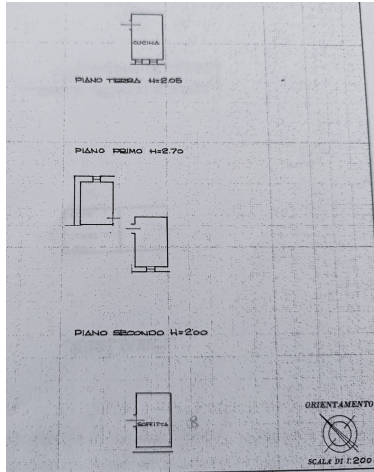 CUCINA
PIANO TERRA H=2.05
PIANO PRIMO H=2.70
PIANO SECONDO H=2.00
SOFFITTA
8
ORIENTAMENTO
SCALA DI 1:200